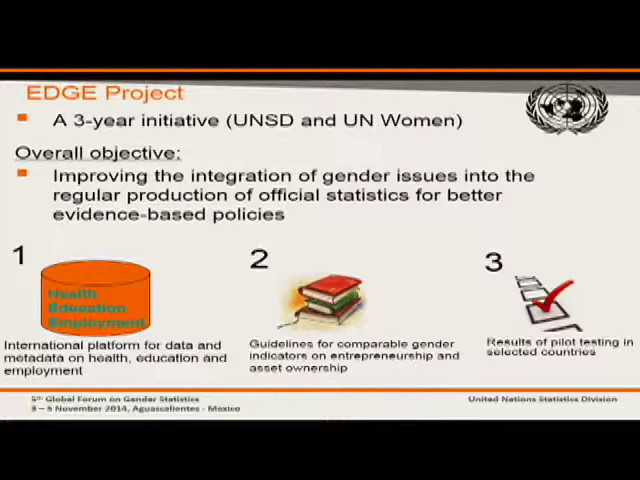 EDGE Project
A 3-year initiative (UNSD and UN Women)
Overall objective:
Improving the integration of gender issues into the
regular production of official statistics for better
evidence-based policies
1
Health
Education
Employment
International platform for data and
metadata on health, education and
employment
2
Guidelines for comparable gender
indicators on entrepreneurship and
asset ownership
3
Results of pilot testing in
selected countries
5th Global Forum on Gender Statistics
3 – 5 November 2014, Aguascalientes - Mexico
United Nations Statistics Division